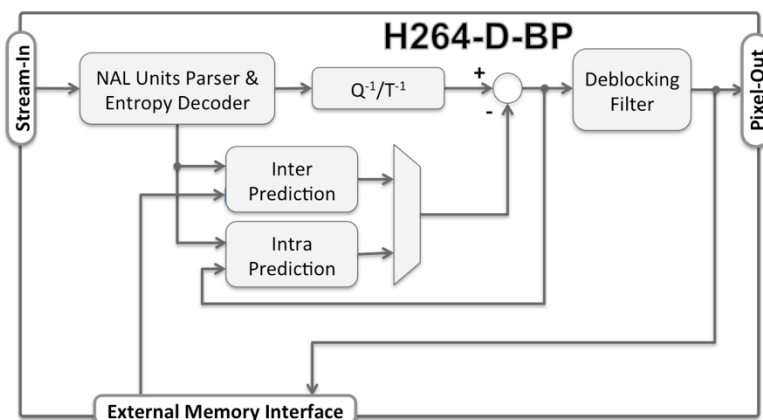 H264-D-BP
Stream-In
NAL Units Parser &
Entropy Decoder
Q-1/T-1
+
-
Deblocking
Filter
Pixel-Out
Inter
Prediction
Intra
Prediction
External Memory Interface